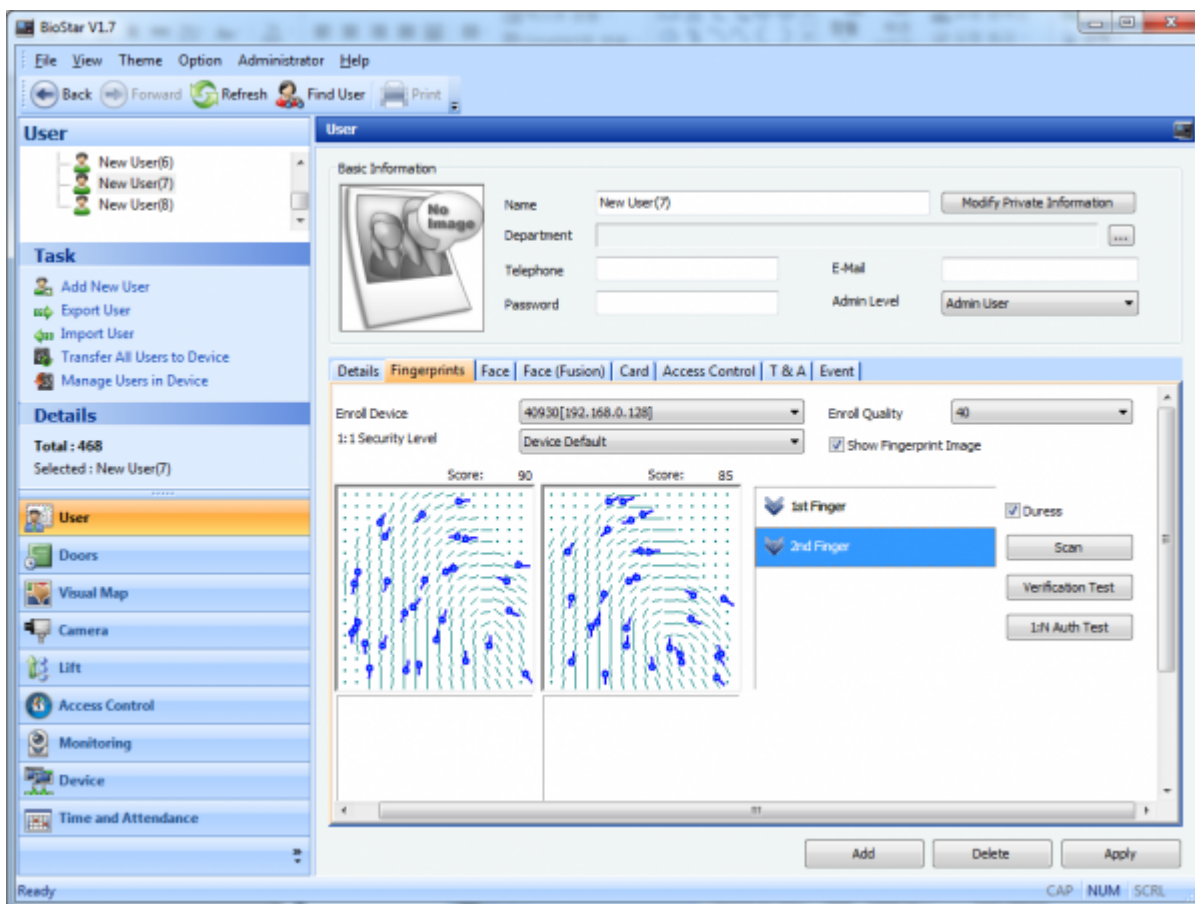 BioStar V1.7
File View Theme Option Administrator Help
Back Forward Refresh Find User Print
User
New User(6)
New User(7)
New User(8)
Task
Add New User
Export User
Import User
Transfer All Users to Device
Manage Users in Device
Details
Total : 468
Selected : New User(7)
User
Doors
Visual Map
Camera
Lift
Access Control
Monitoring
Device
Time and Attendance
User
Basic Information
No Image
Name New User(7) Modify Private Information
Department ...
Telephone E-Mail
Password Admin Level Admin User
Details Fingerprints Face Face (Fusion) Card Access Control T & A Event
Enroll Device 40930[192.168.0.128] Enroll Quality 40
1:1 Security Level Device Default Show Fingerprint Image
Score: 90 Score: 85
1st Finger Duress
2nd Finger Scan
Verification Test
1:N Auth Test
Add Delete Apply
Ready CAP NUM SCRL